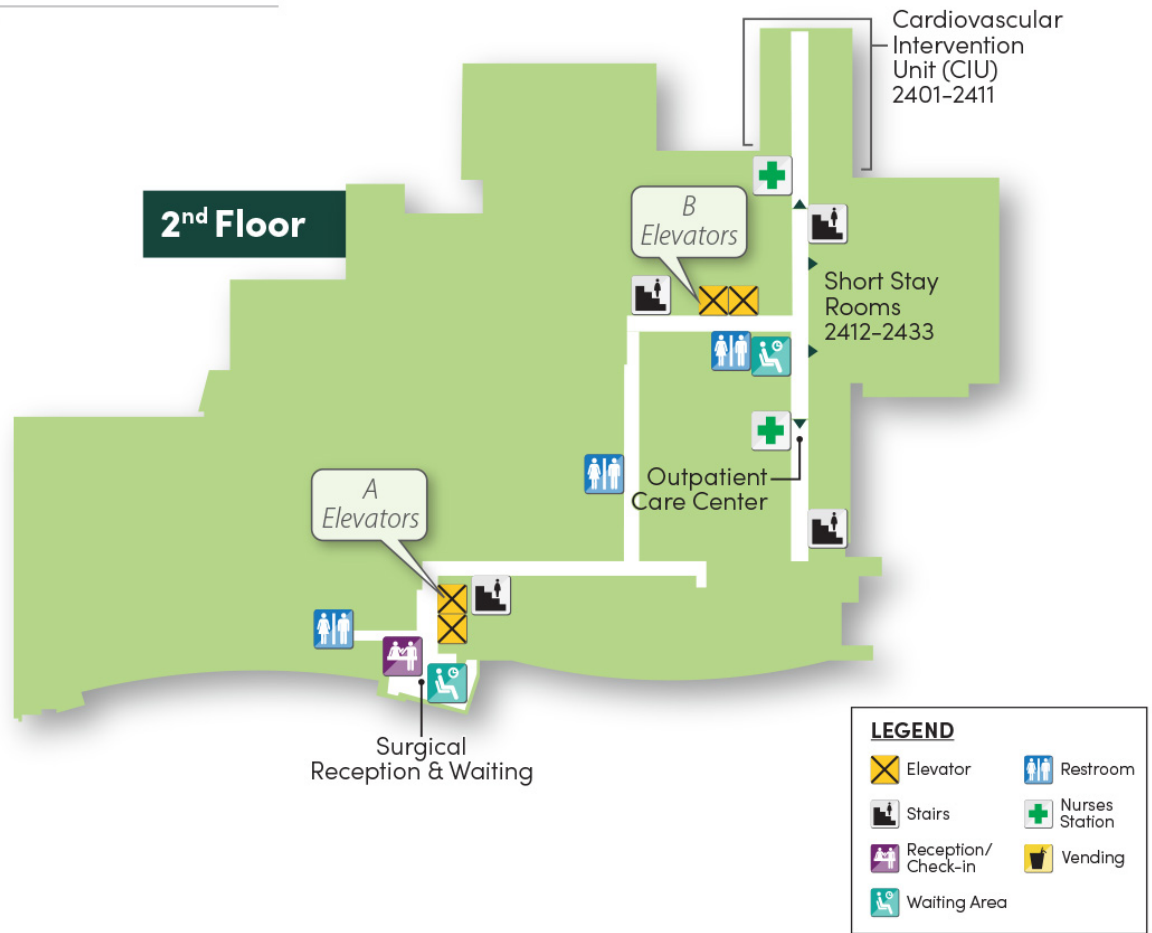 Cardiovascular
Intervention
Unit (CIU)
2401-2411
2nd Floor
B
Elevators
Short Stay
Rooms
2412-2433
A
Elevators
Outpatient
Care Center
Surgical
Reception & Waiting
LEGEND
Elevator
Restroom
Stairs
Nurses
Station
Reception/
Check-in
Vending
Waiting Area